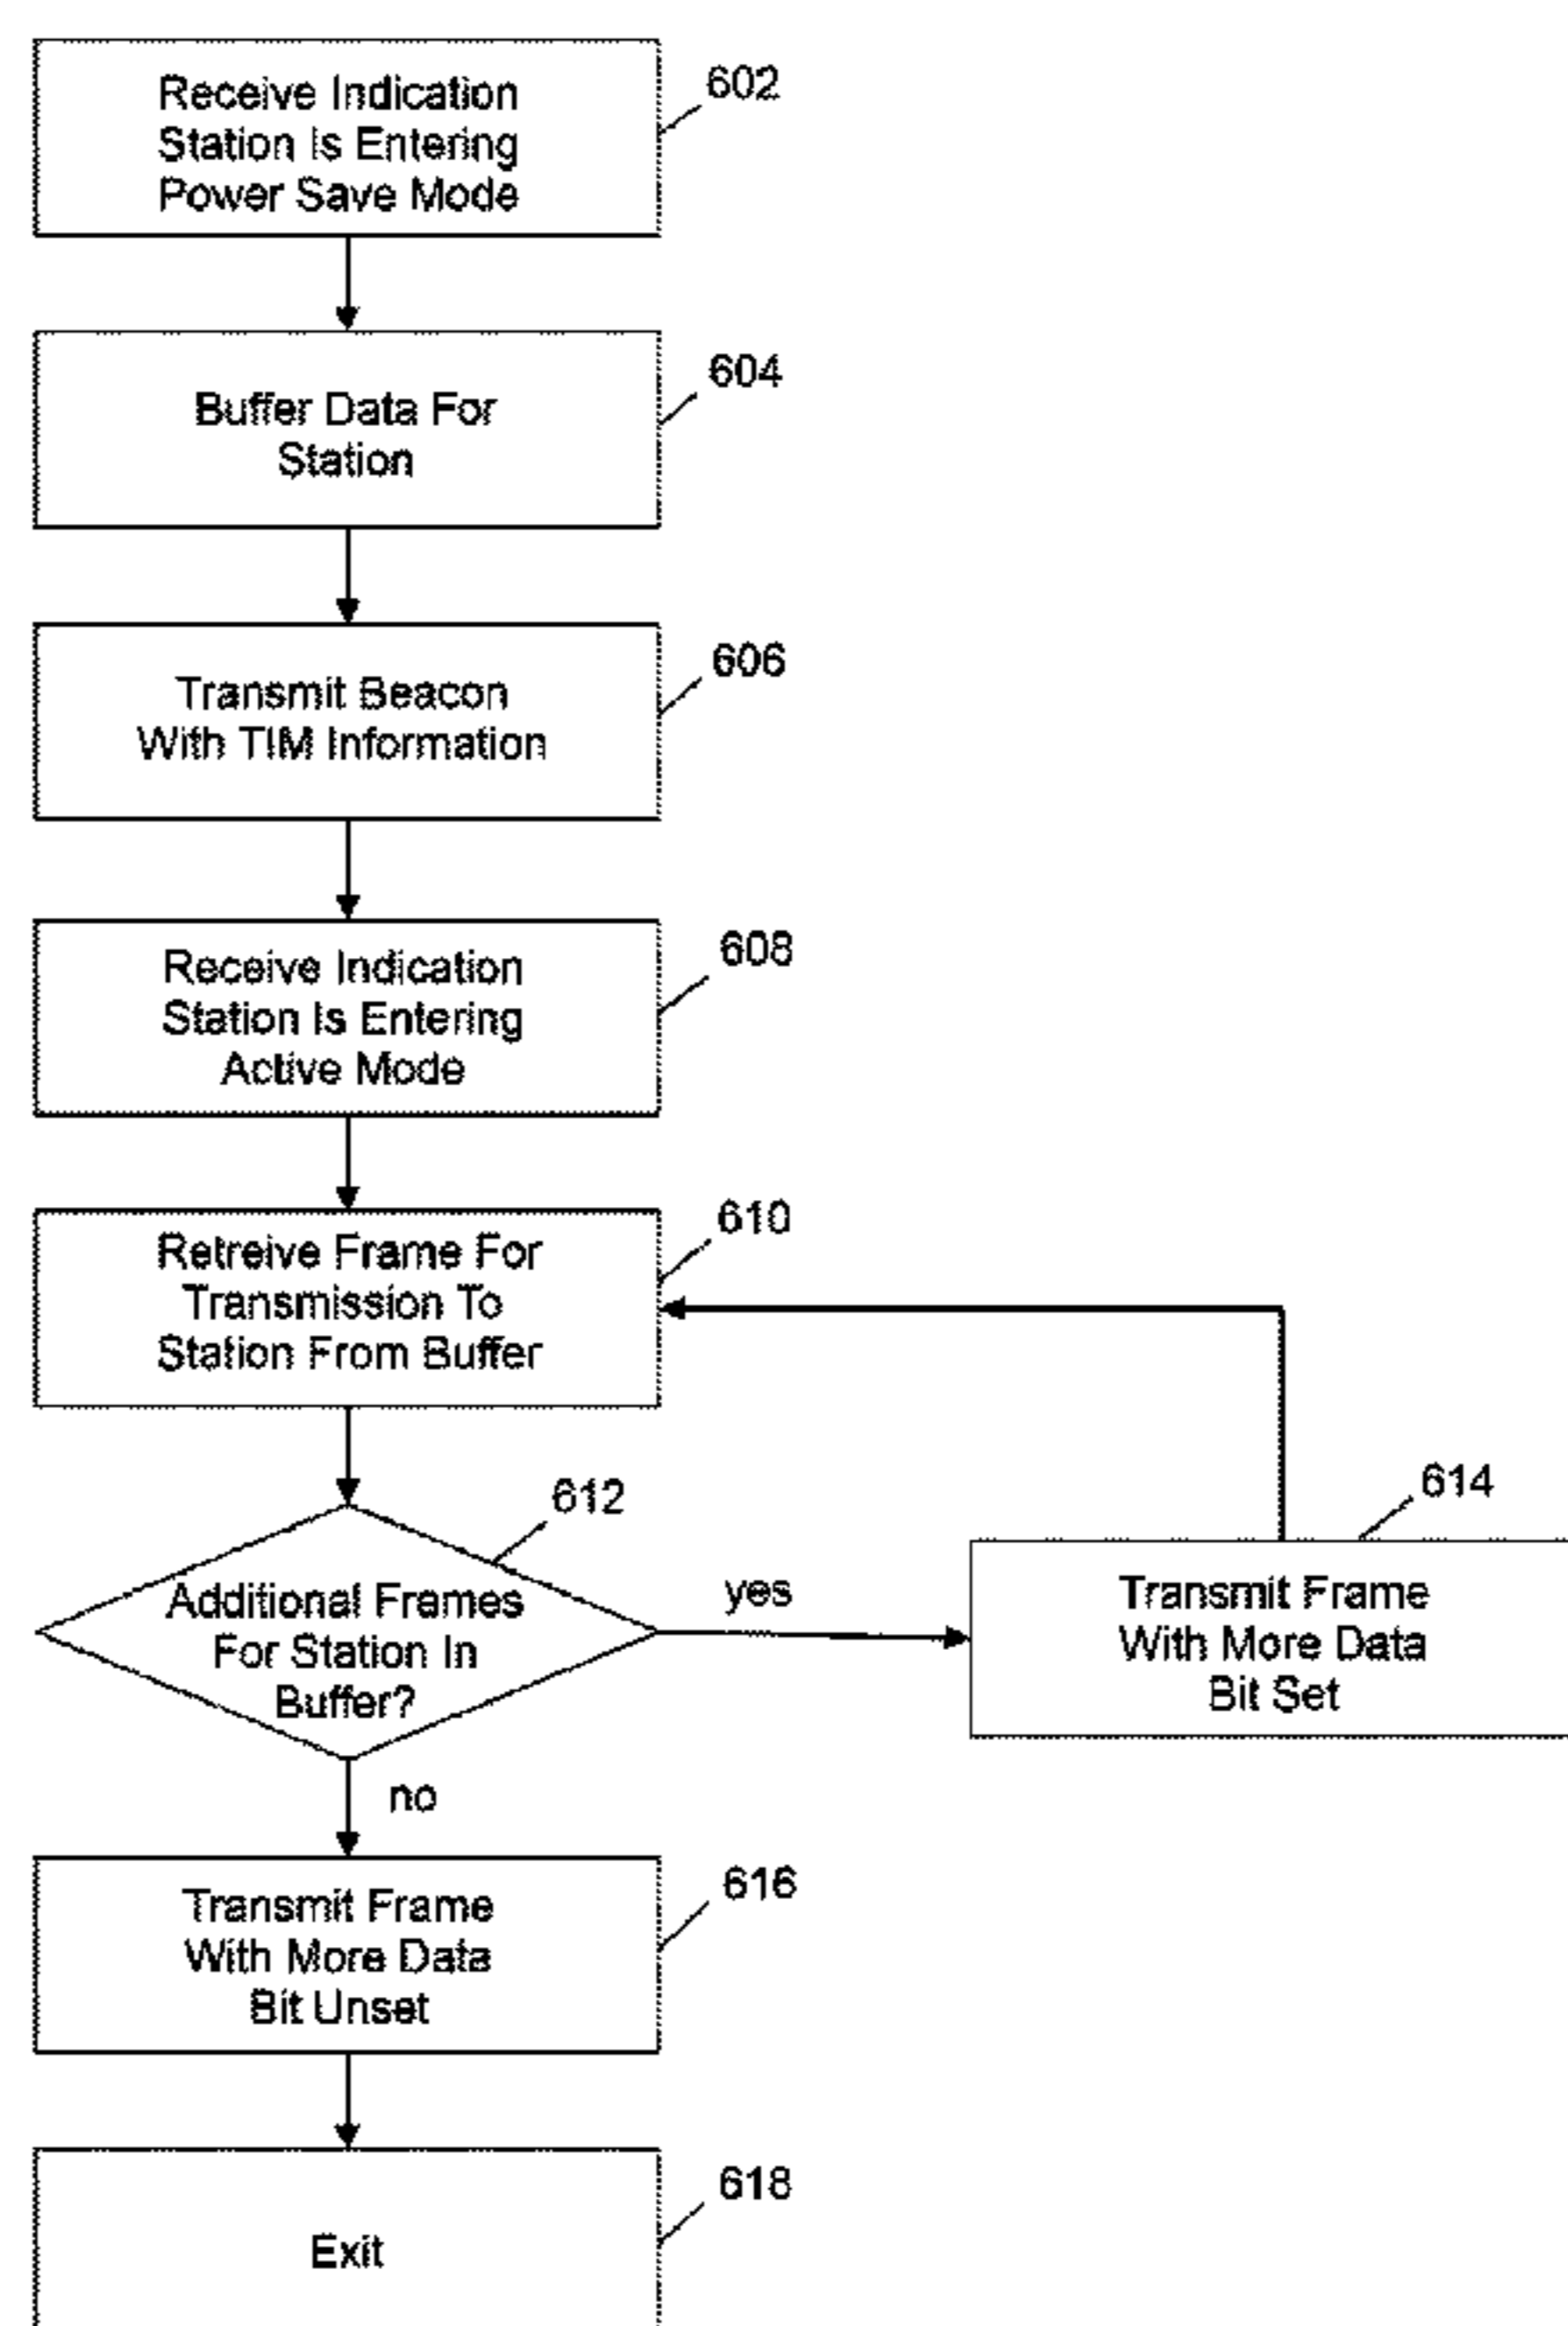 Receive Indication
Station Is Entering
Power Save Mode
602
Buffer Data For
Station
604
Transmit Beacon
With TIM Information
606
Receive Indication
Station Is Entering
Active Mode
608
Retreive Frame For
Transmission To
Station From Buffer
610
Additional Frames
For Station In
Buffer?
612
yes
Transmit Frame
With More Data
Bit Set
614
no
Transmit Frame
With More Data
Bit Unset
616
Exit
618